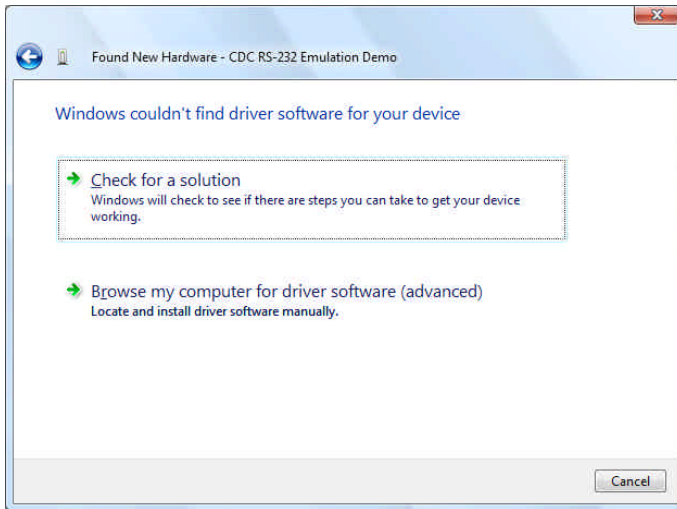 Found New Hardware - CDC RS-232 Emulation Demo
Windows couldn't find driver software for your device
Check for a solution
Windows will check to see if there are steps you can take to get your device
working.
Browse my computer for driver software (advanced)
Locate and install driver software manually.
Cancel